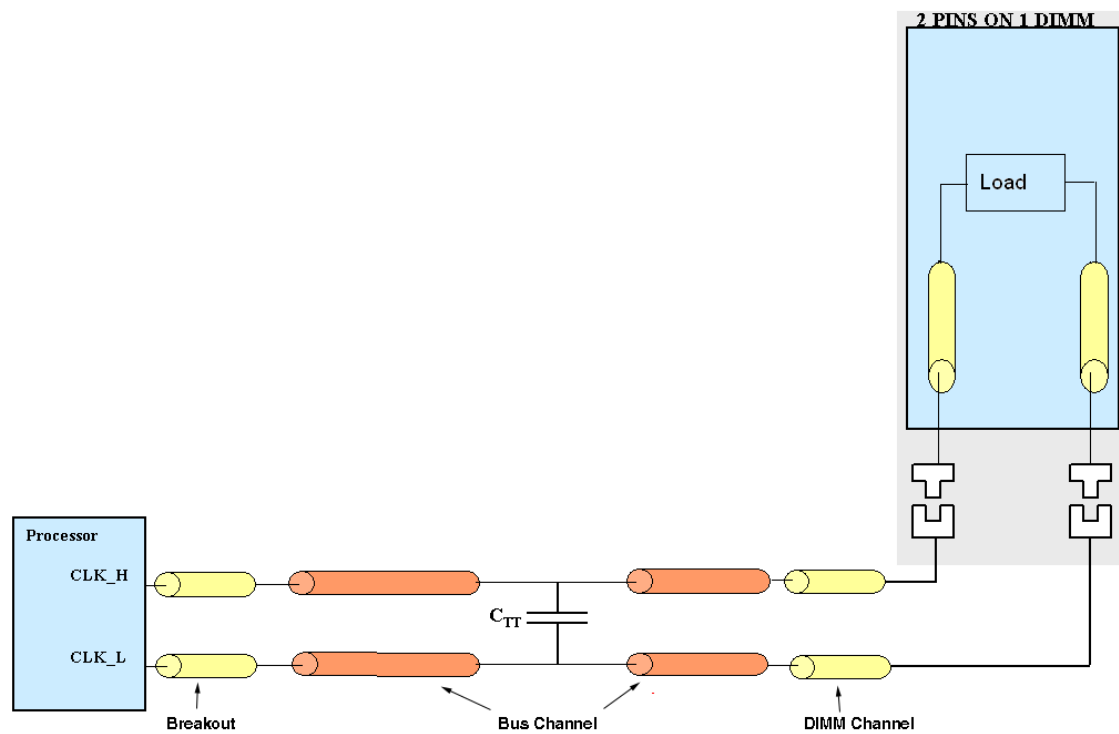 2 PINS ON 1 DIMM
Load
Processor
CLK_H
CTT
CLK_L
Breakout
Bus Channel
DIMM Channel